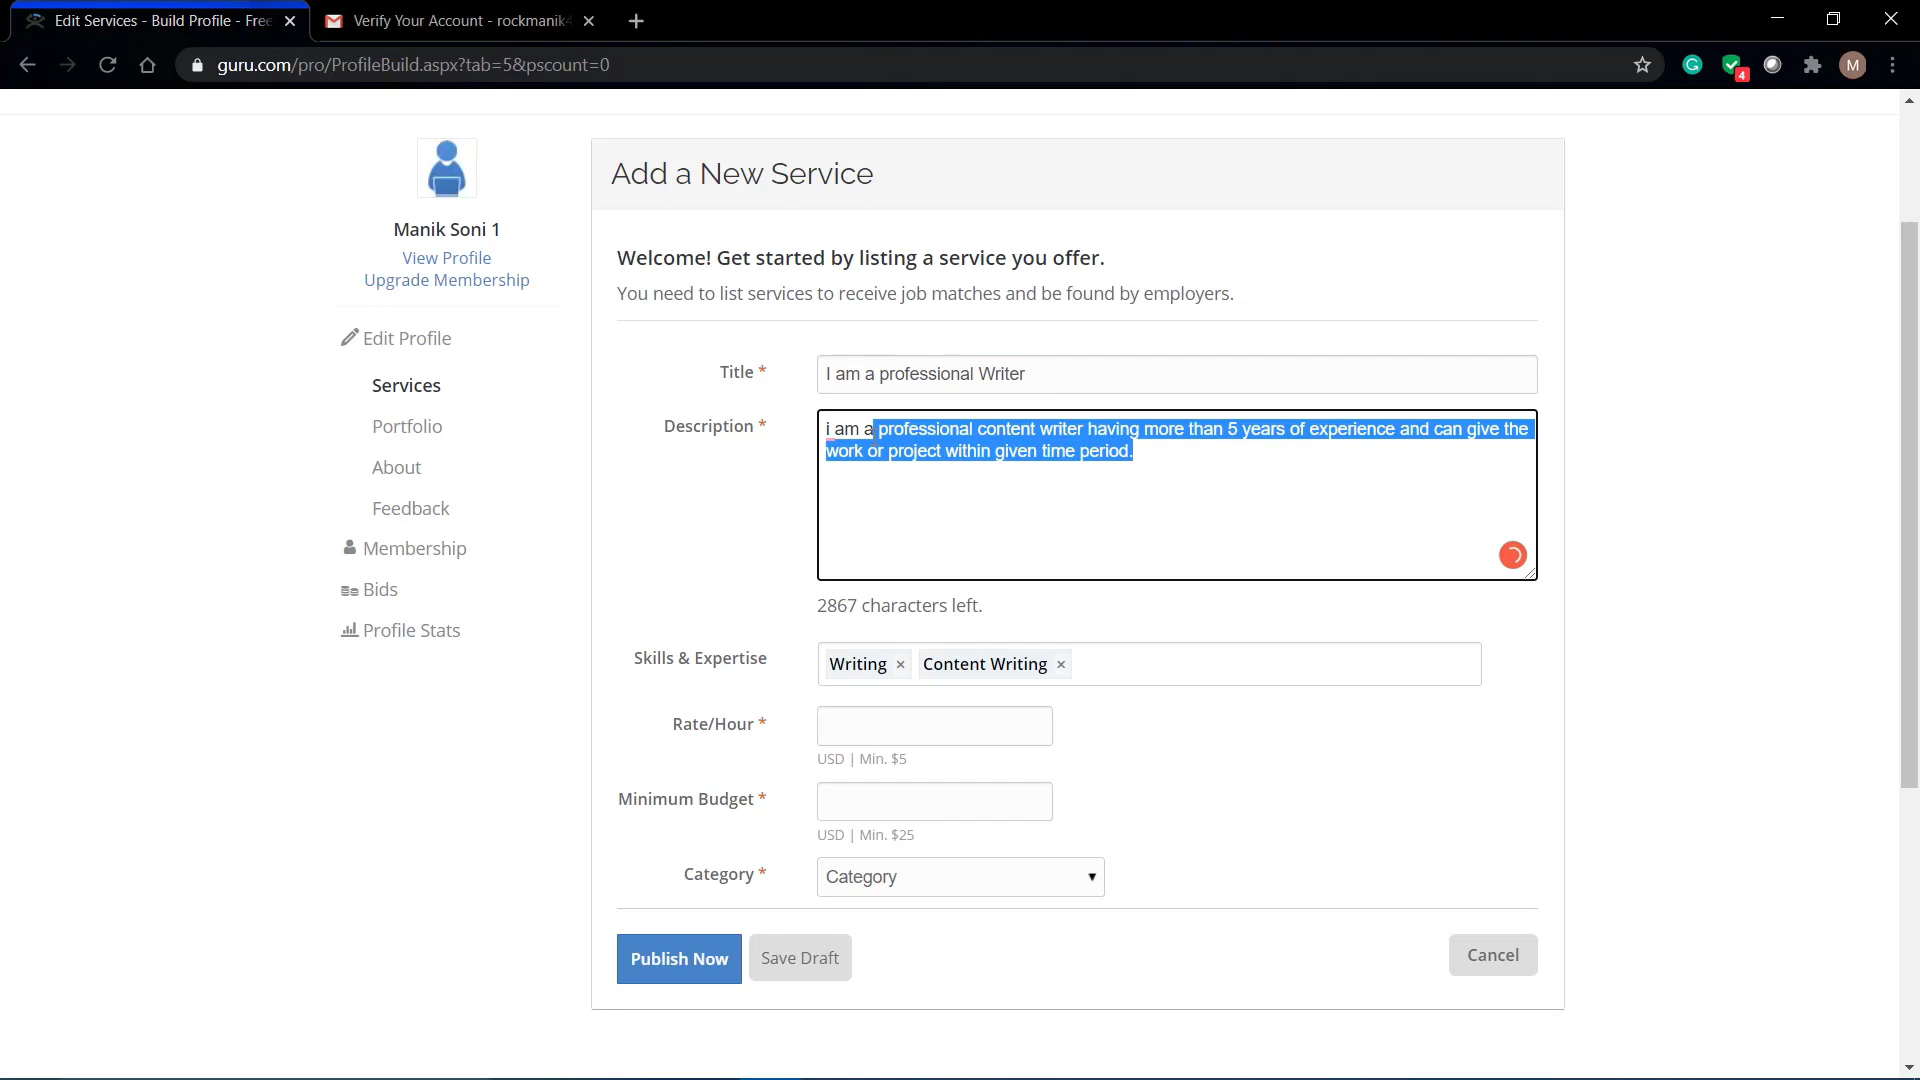 Edit Services - Build Profile - Free
Verify Your Account - rockmanik4
guru.com/pro/ProfileBuild.aspx?tab=5&pscount=0
4
M
Add a New Service
Manik Soni 1
View Profile
Upgrade Membership
Welcome! Get started by listing a service you offer.
You need to list services to receive job matches and be found by employers.
Edit Profile
Services
Portfolio
About
Feedback
Membership
Bids
Profile Stats
Title *
I am a professional Writer
Description *
i am a professional content writer having more than 5 years of experience and can give the
work or project within given time period.
2867 characters left.
Skills & Expertise
Writing × Content Writing ×
Rate/Hour *
USD | Min. $5
Minimum Budget *
USD | Min. $25
Category *
Category
Publish Now
Save Draft
Cancel